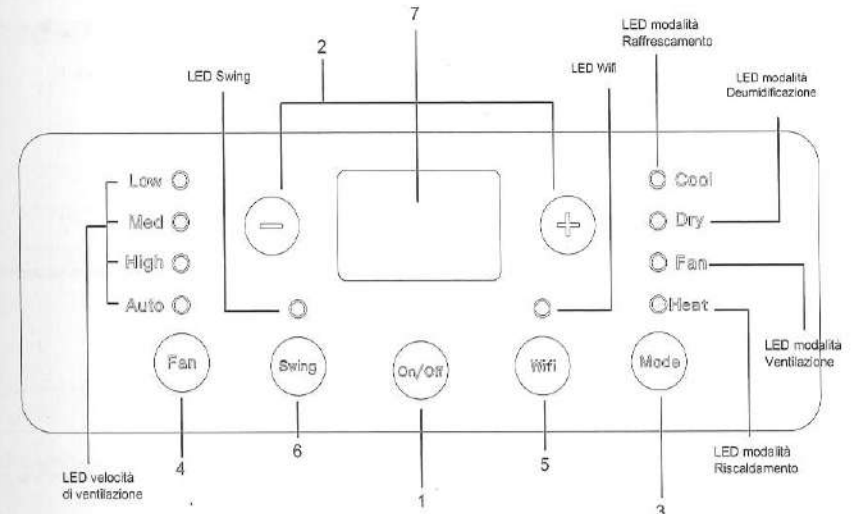 7
LED modalità
Raffrescamento
2
LED Swing
LED Wifi
LED modalità
Deumidificazione
Low
Cool
Med
− +
Dry
High
Fan
Auto
Heat
LED modalità
Ventilazione
Fan
Swing
On/Off
Wifi
Mode
LED velocità
di ventilazione
4
6
1
5
LED modalità
Riscaldamento
3